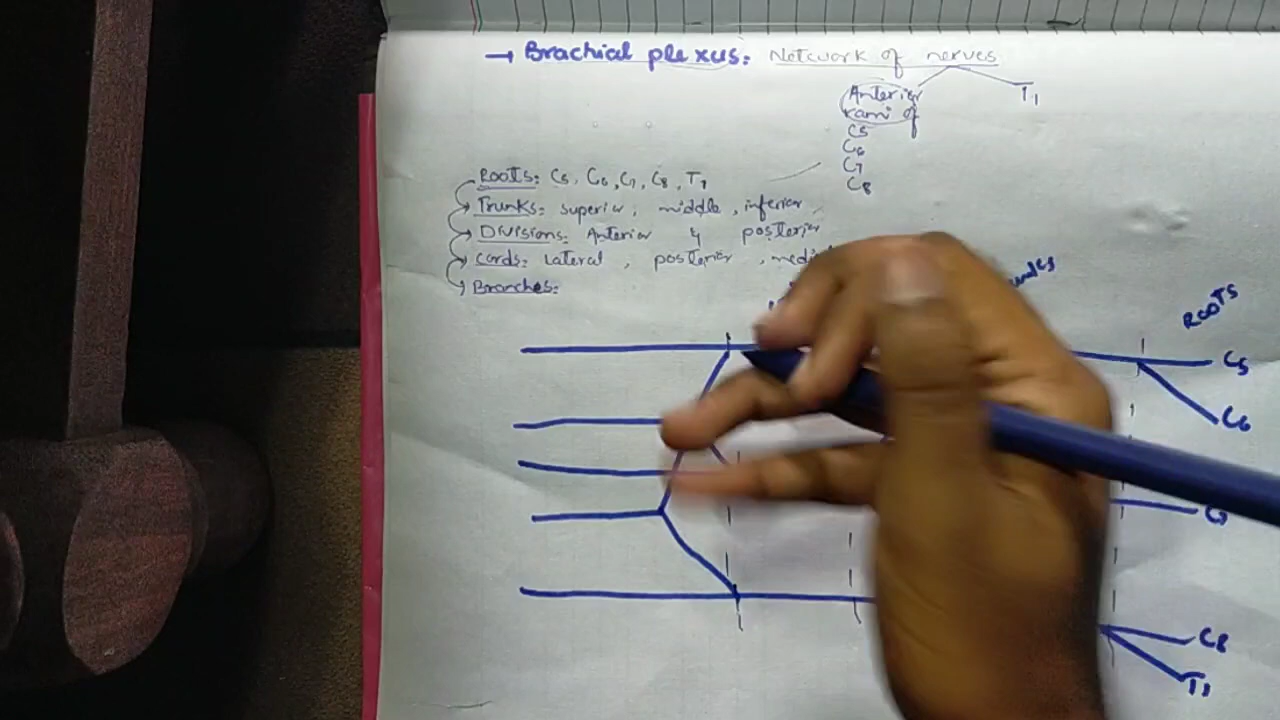 → Brachial plexus: Network of nerves
Anterior
rami of
T1
C5
C6
C7
C8
Roots: C5, C6, C7, C8, T1
Trunks: superior, middle, inferior
Divisions: Anterior & posterior
Cords: Lateral, posterior,
Branches:
ROOTS
C5
C6
C8
T1